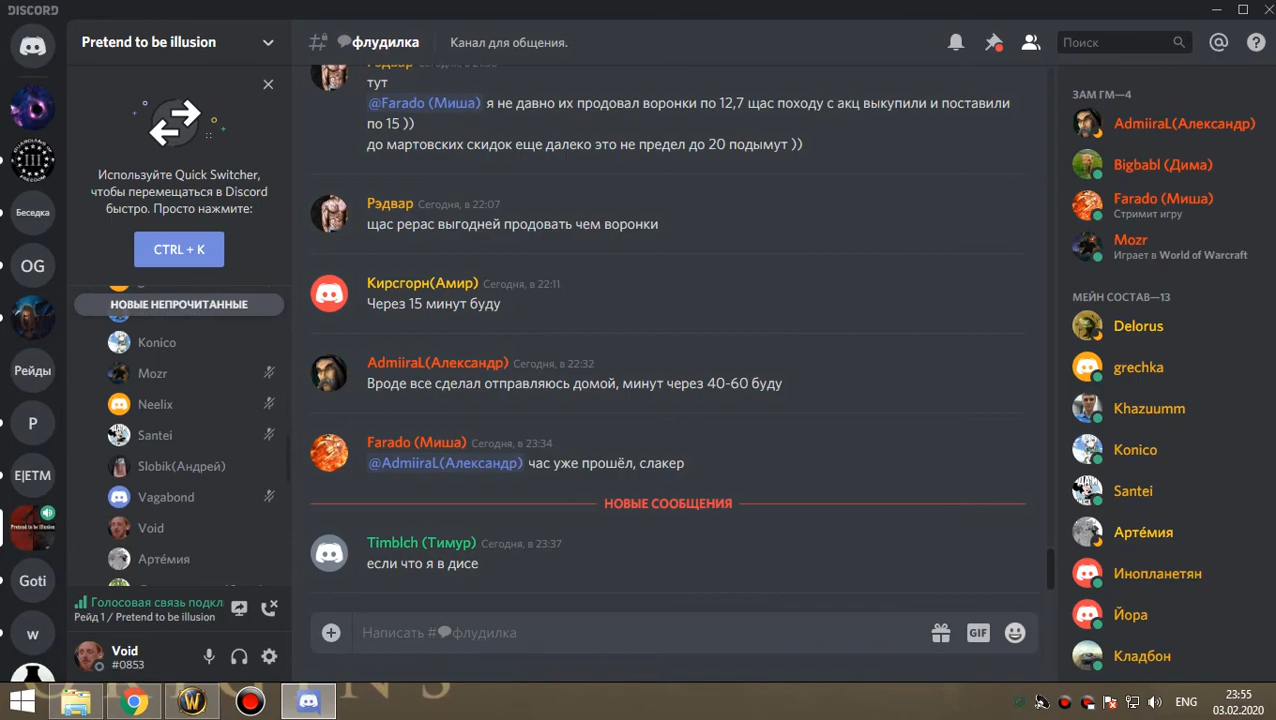 DISCORD
Pretend to be illusion
флудилка
Канал для общения.
Поиск
Используйте Quick Switcher,
чтобы перемещаться в Discord
быстро. Просто нажмите:
CTRL + K
НОВЫЕ НЕПРОЧИТАННЫЕ
Konico
Mozr
Neelix
Santei
Slobik(Андрей)
Vagabond
Void
Артéмия
Голосовая связь подкл
Рейд 1 / Pretend to be illusion
Void
#0853
III
Беседка
OG
Рейды
P
E|ETM
Pretend to be illusion
Goti
w
тут
@Farado (Миша) я не давно их продовал воронки по 12,7 щас походу с акц выкупили и поставили
по 15 ))
до мартовских скидок еще далеко это не предел до 20 подымут ))
Рэдвар Сегодня, в 22:07
щас рерас выгодней продовать чем воронки
Кирсгорн(Амир) Сегодня, в 22:11
Через 15 минут буду
AdmiiraL(Александр) Сегодня, в 22:32
Вроде все сделал отправляюсь домой, минут через 40-60 буду
Farado (Миша) Сегодня, в 23:34
@AdmiiraL(Александр) час уже прошёл, слакер
НОВЫЕ СООБЩЕНИЯ
Timblch (Тимур) Сегодня, в 23:37
если что я в дисе
Написать #флудилка
GIF
ЗАМ ГМ—4
AdmiiraL(Александр)
Bigbabl (Дима)
Farado (Миша)
Стримит игру
Mozr
Играет в World of Warcraft
МЕЙН СОСТАВ—13
Delorus
grechka
Khazuumm
Konico
Santei
Артéмия
Инопланетян
Йора
Кладбон
ENG
23:55
03.02.2020